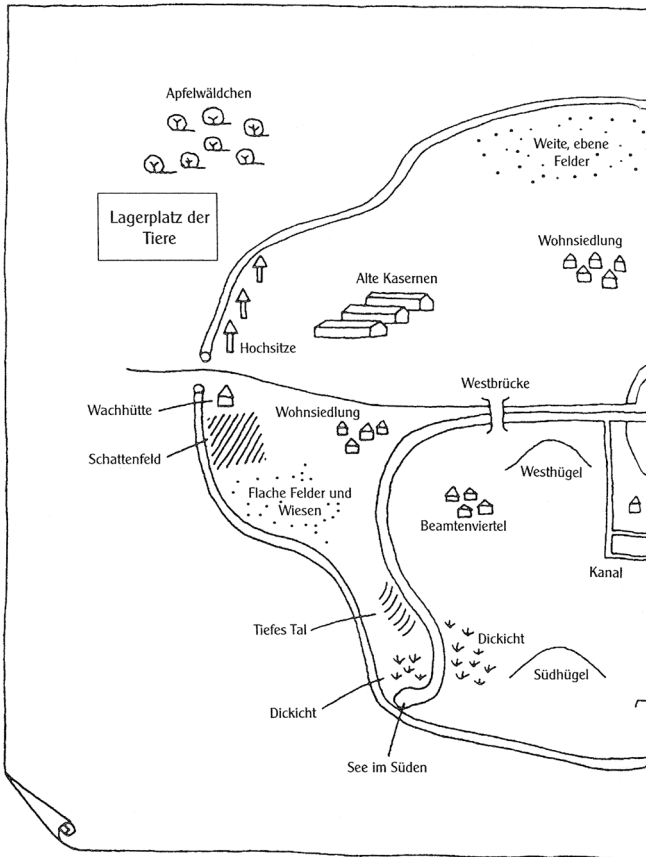 Apfelwäldchen
Weite, ebene
Felder
Lagerplatz der
Tiere
Wohnsiedlung
Alte Kasernen
Hochsitze
Westbrücke
Wachhütte
Wohnsiedlung
Schattenfeld
Westhügel
Flache Felder und
Wiesen
Beamtenviertel
Kanal
Tiefes Tal
Dickicht
Südhügel
Dickicht
See im Süden